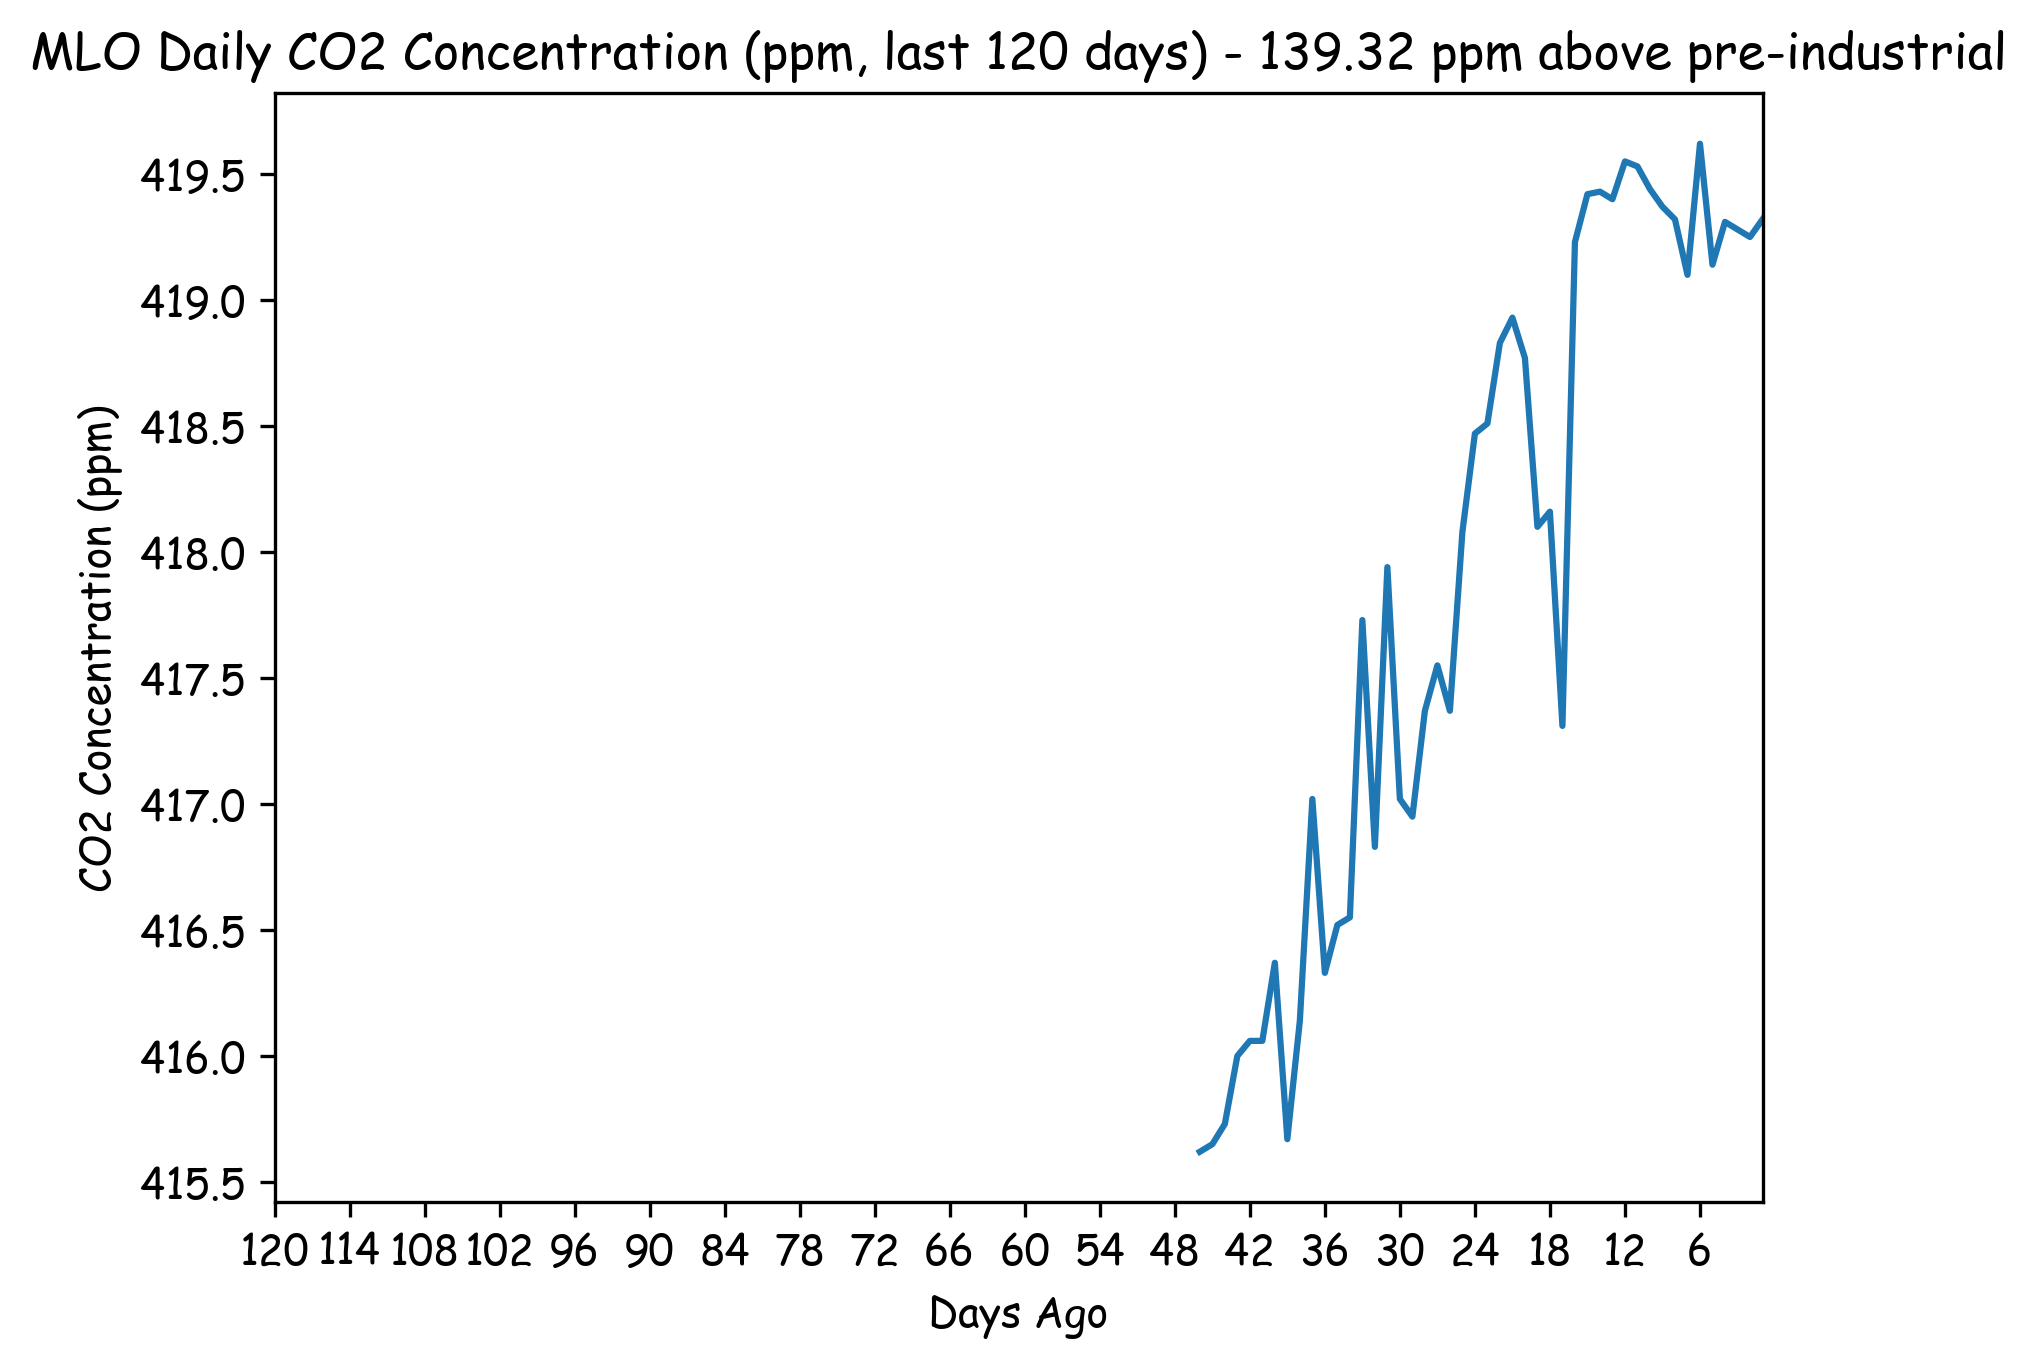 MLO Daily CO2 Concentration (ppm, last 120 days) - 139.32 ppm above pre-industrial
CO2 Concentration (ppm)
419.5
419.0
418.5
418.0
417.5
417.0
416.5
416.0
415.5
120 114 108 102 96 90 84 78 72 66 60 54 48 42 36 30 24 18 12 6
Days Ago